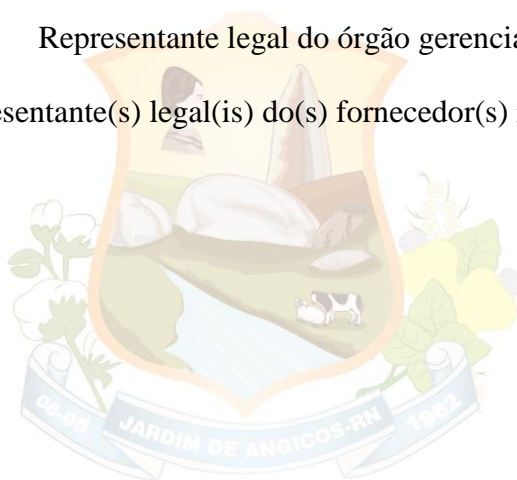 Representante legal do órgão gerencia
esentante(s) legal(is) do(s) fornecedor(s)
08-05 JARDIM DE ANGICOS-RN 1962